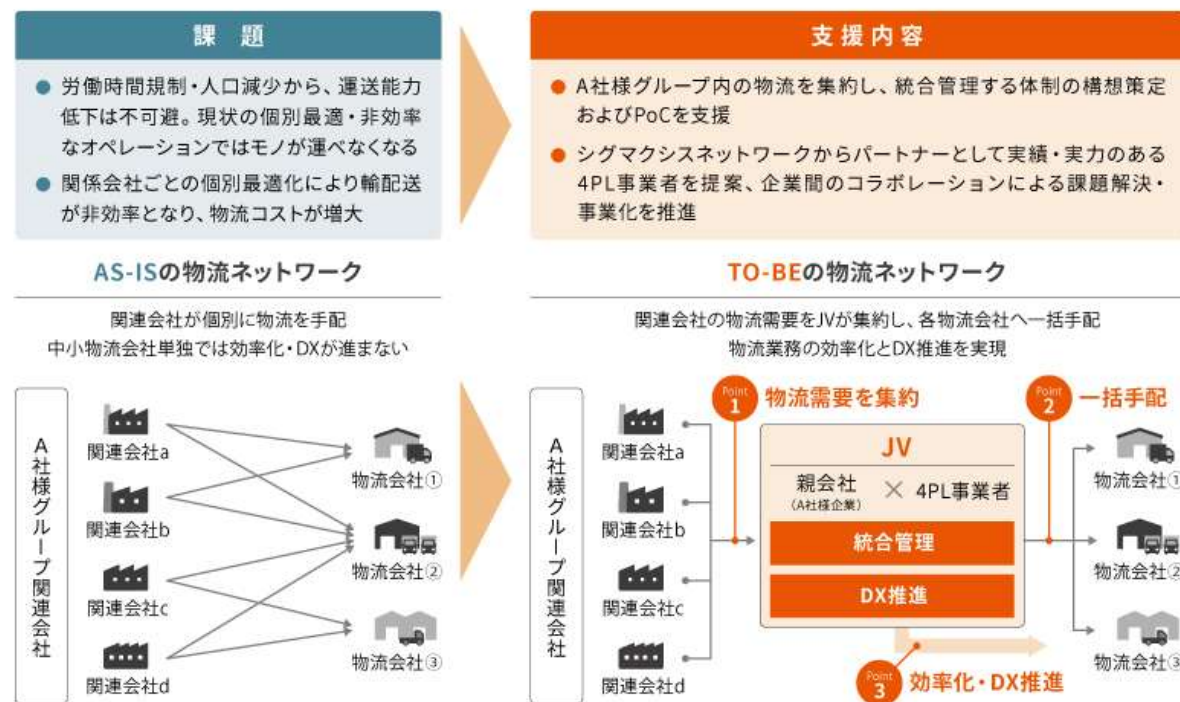 課題
労働時間規制・人口減少から、運送能力
低下は不可避。現状の個別最適・非効率
なオペレーションではモノが運べなくなる
関係会社ごとの個別最適化により輸配送
が非効率となり、物流コストが増大
支援内容
A社様グループ内の物流を集約し、統合管理する体制の構想策定
およびPoCを支援
シグマクシスネットワークからパートナーとして実績・実力のある
4PL事業者を提案、企業間のコラボレーションによる課題解決・
事業化を推進
AS-ISの物流ネットワーク
関連会社が個別に物流を手配
中小物流会社単独では効率化・DXが進まない
A社様グループ関連会社
関連会社a
関連会社b
関連会社c
関連会社d
物流会社①
物流会社②
物流会社③
TO-BEの物流ネットワーク
関連会社の物流需要をJVが集約し、各物流会社へ一括手配
物流業務の効率化とDX推進を実現
A社様グループ関連会社
関連会社a
関連会社b
関連会社c
関連会社d
Point 1 物流需要を集約
JV
親会社 × 4PL事業者
(A社様企業)
統合管理
DX推進
Point 2 一括手配
物流会社①
物流会社②
物流会社③
Point 3 効率化・DX推進